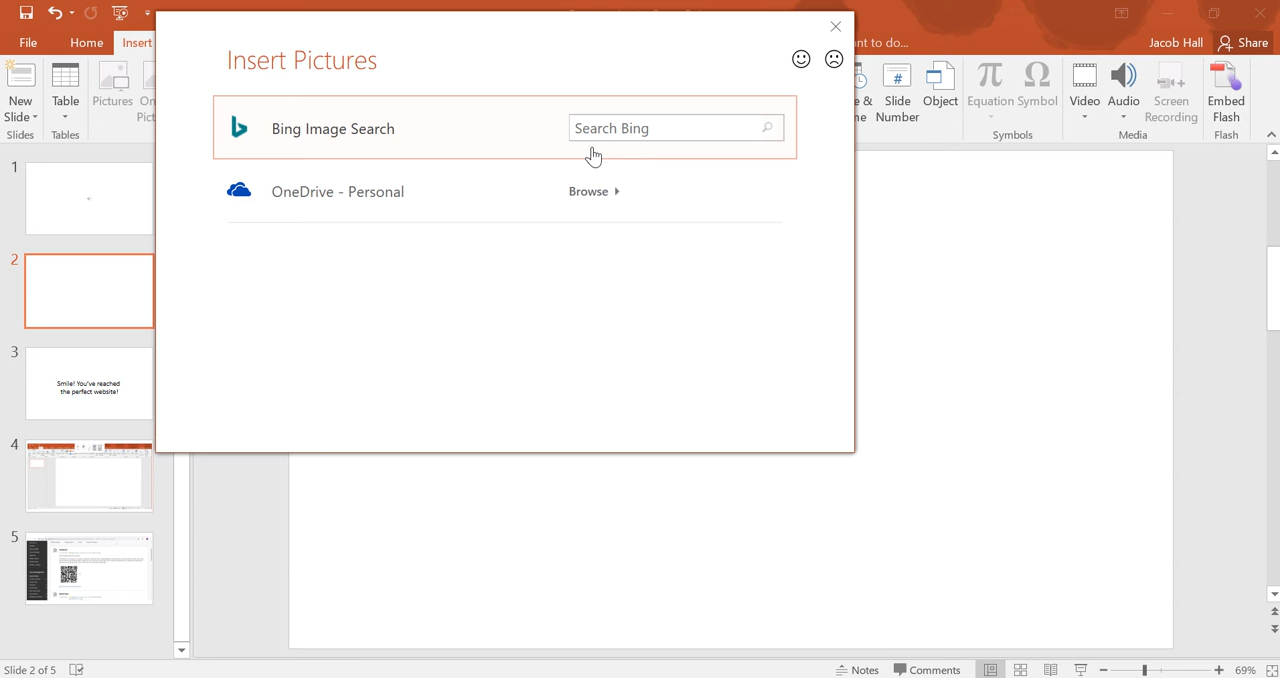 File
Home
Insert
nt to do...
Jacob Hall
Share
New
Slide
Slides
Table
Tables
Pictures
On
Pict
e &
ne
Slide
Number
Object
Equation
Symbol
Symbols
Video
Audio
Screen
Recording
Media
Embed
Flash
Flash
Insert Pictures
Bing Image Search
Search Bing
OneDrive - Personal
Browse
1
2
3
Smile! You've reached
the perfect website!
4
5
Slide 2 of 5
Notes
Comments
69%